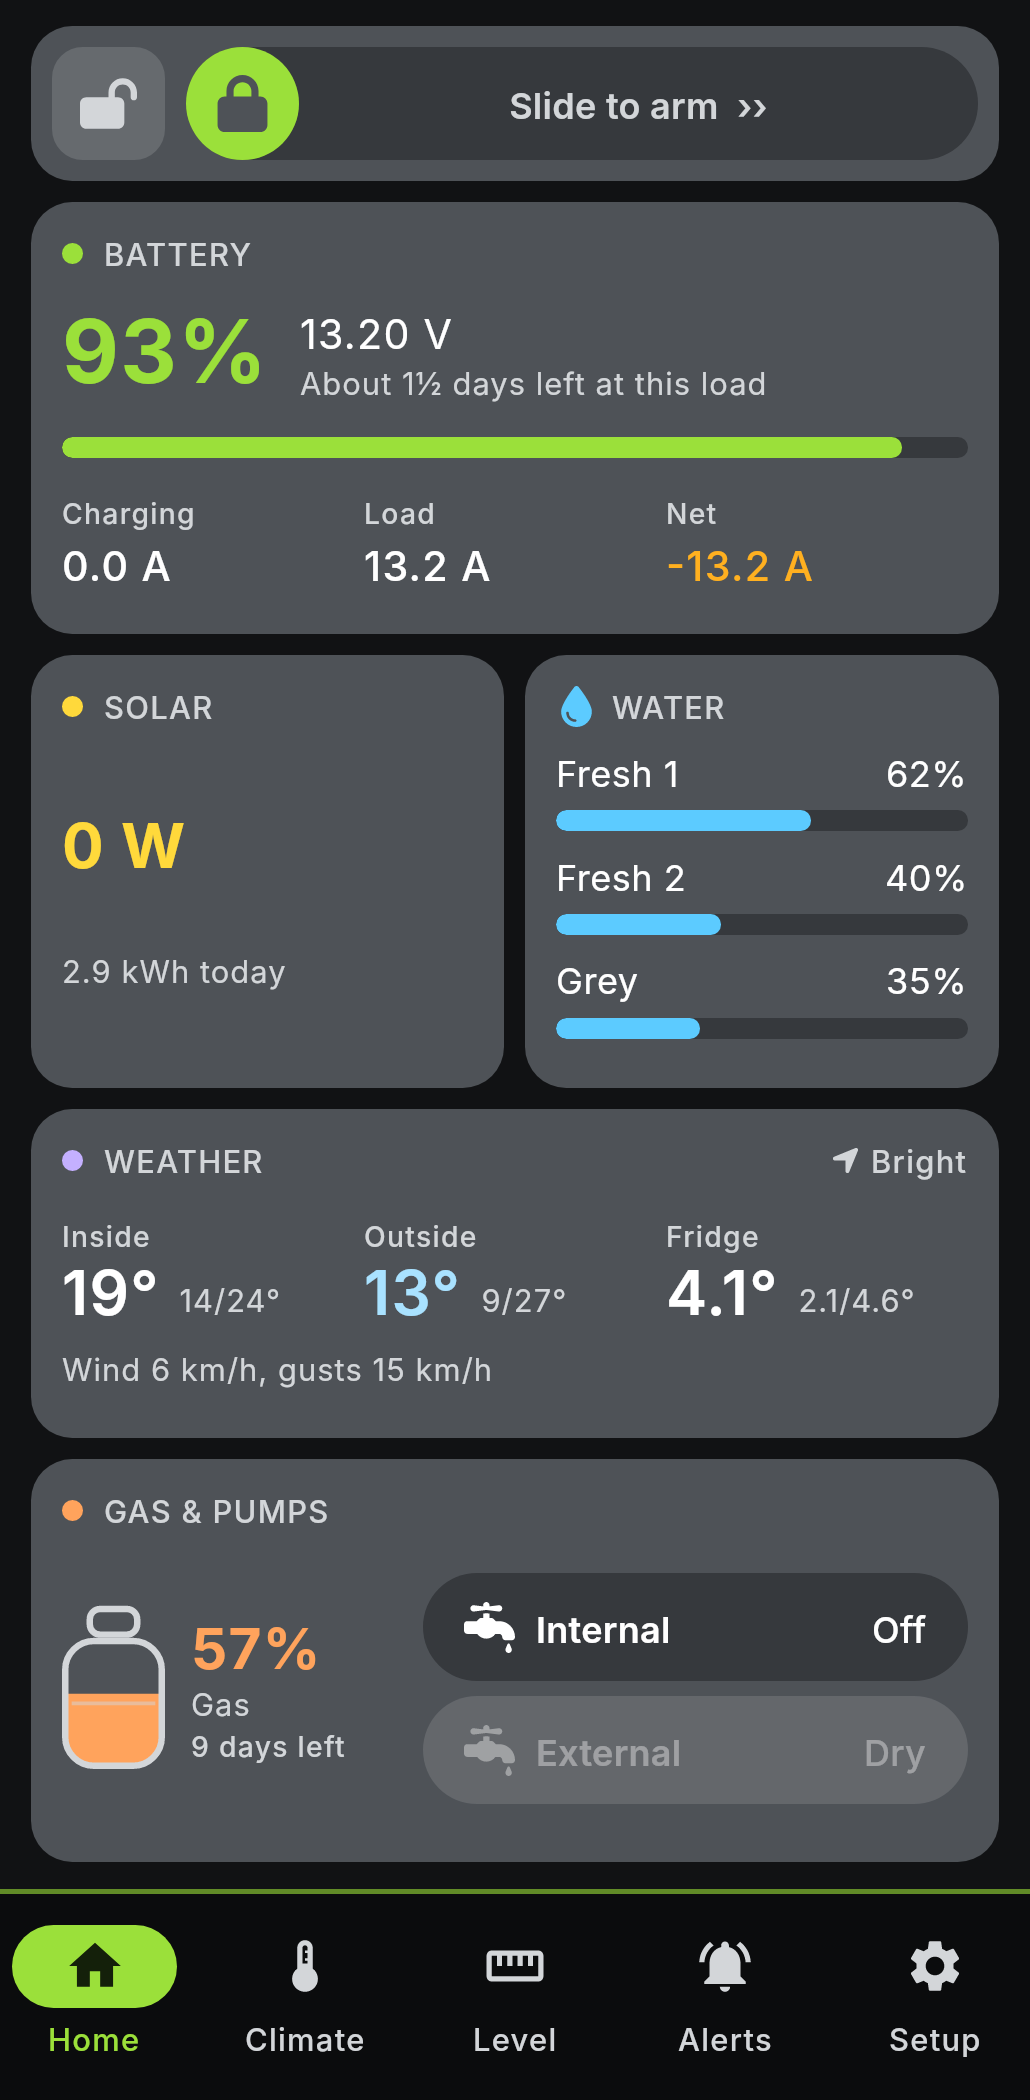 Slide to arm ››
BATTERY
93%
13.20 V
About 1½ days left at this load
Charging Load Net
0.0 A 13.2 A -13.2 A
SOLAR
0 W
2.9 kWh today
WATER
Fresh 1 62%
Fresh 2 40%
Grey 35%
WEATHER Bright
Inside Outside Fridge
19° 14/24° 13° 9/27° 4.1° 2.1/4.6°
Wind 6 km/h, gusts 15 km/h
GAS & PUMPS
57%
Gas
9 days left
Internal Off
External Dry
Home Climate Level Alerts Setup